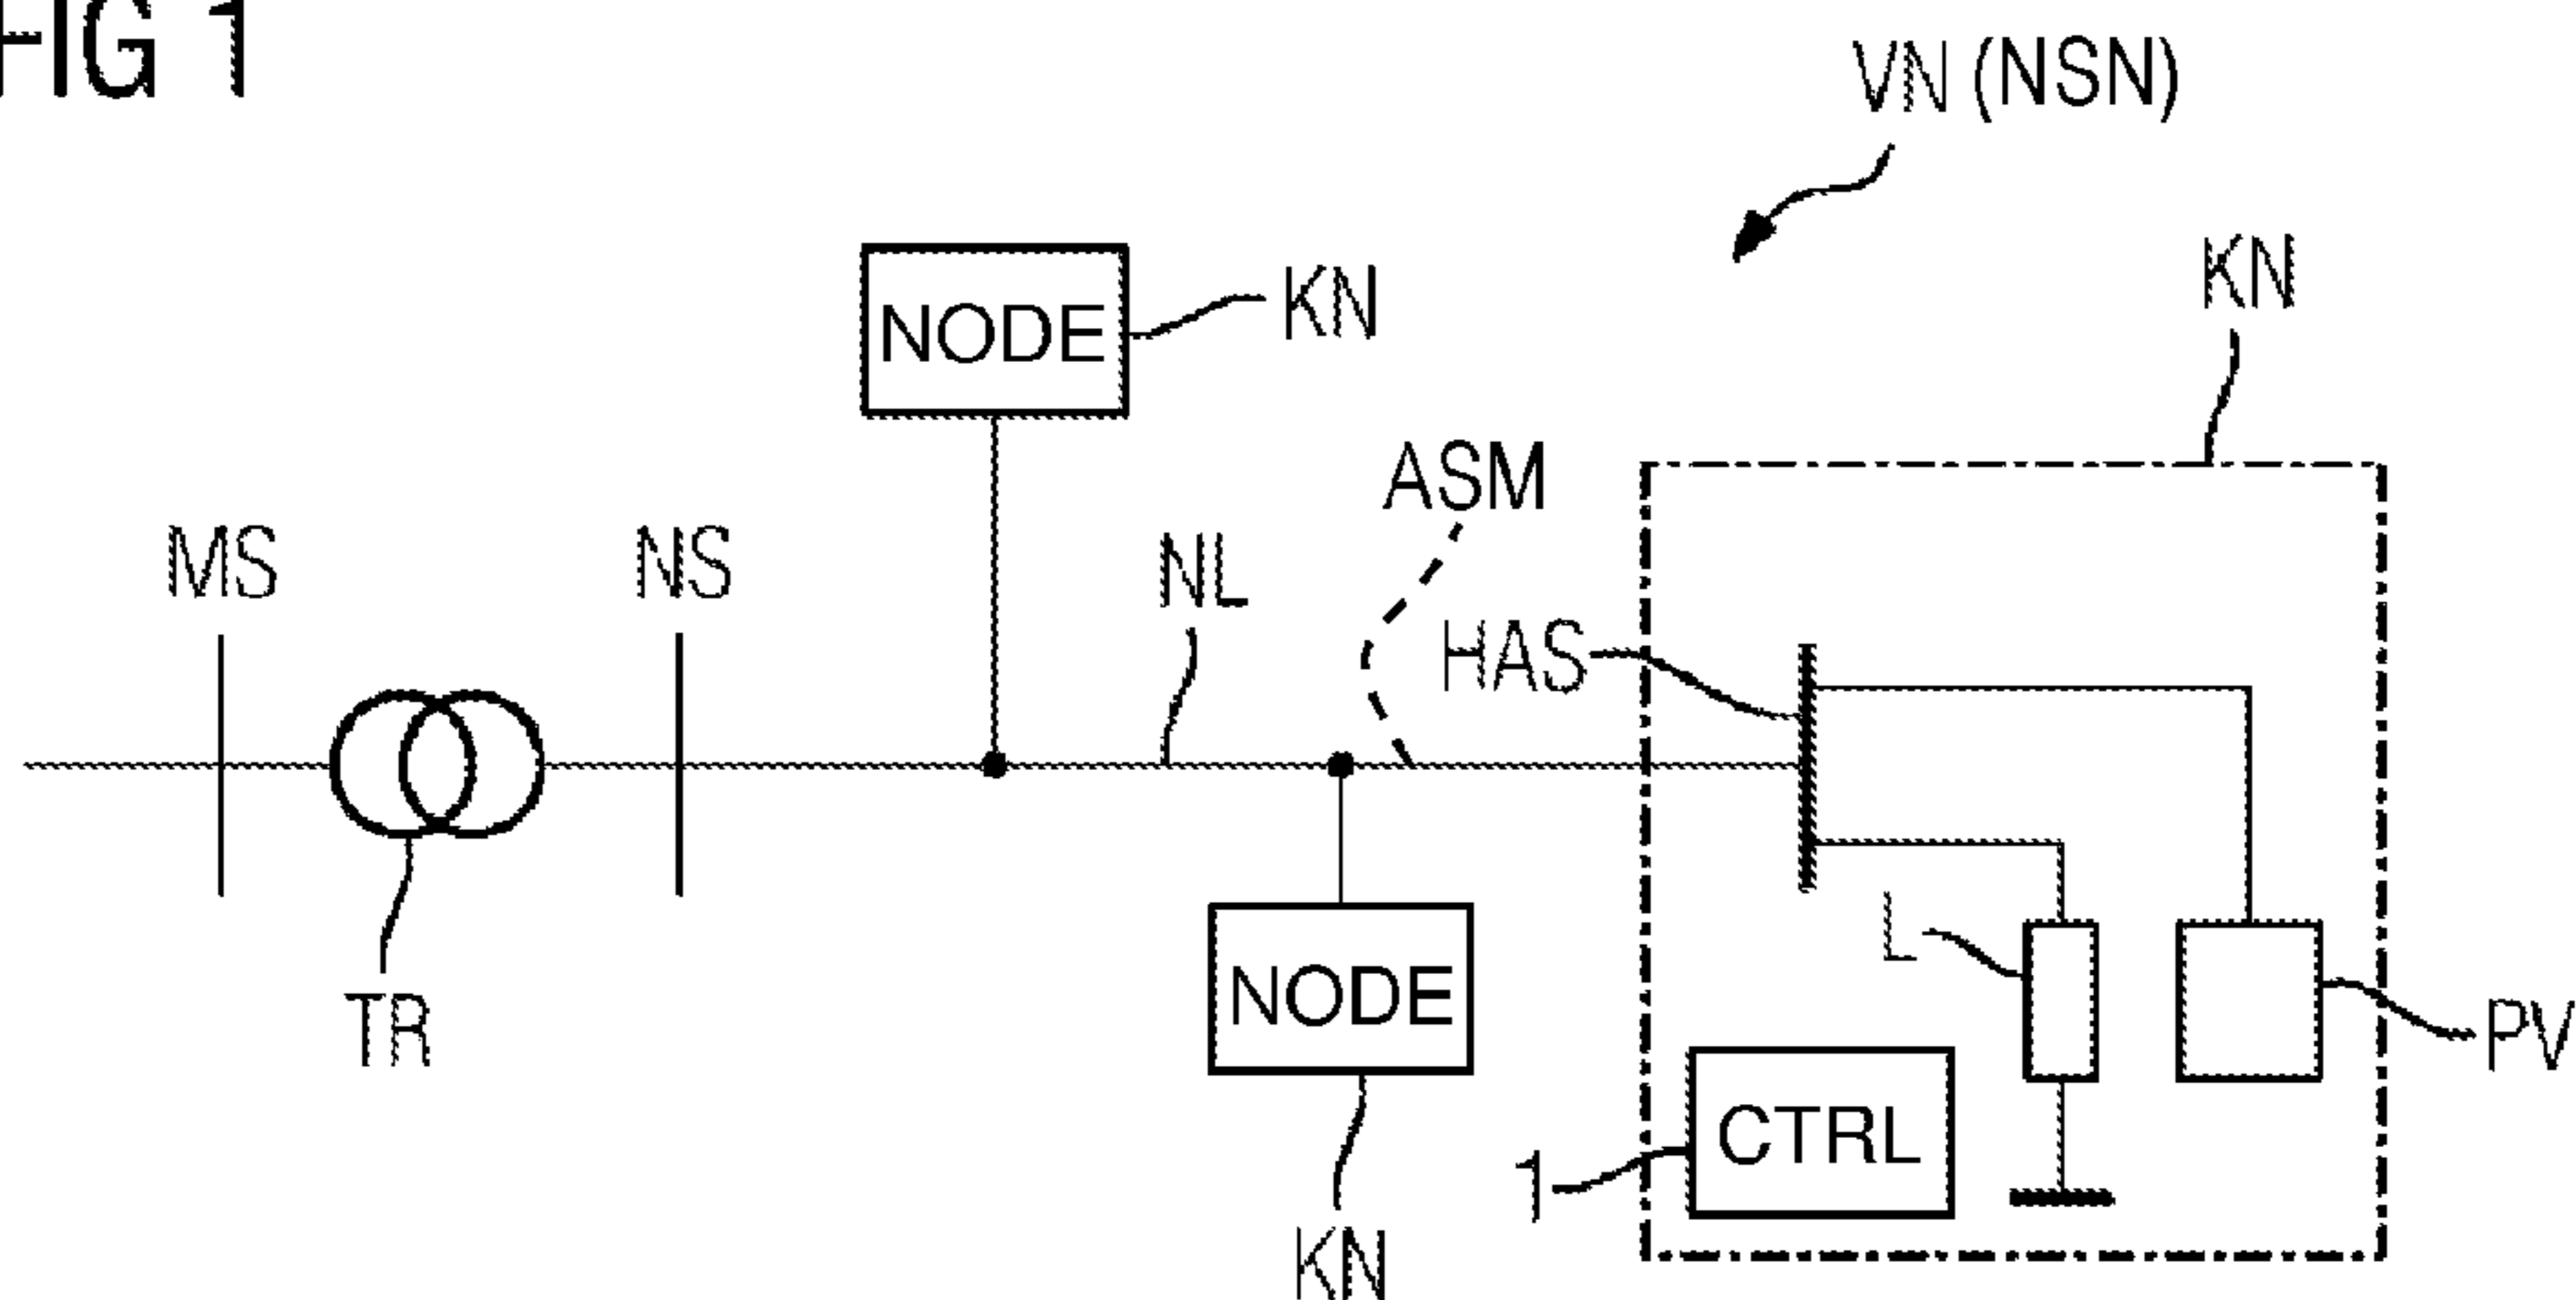 FIG 1
VN (NSN)
KN
NODE
KN
ASM
MS
NS
NL
HAS
L
NODE
TR
PV
CTRL
1
KN